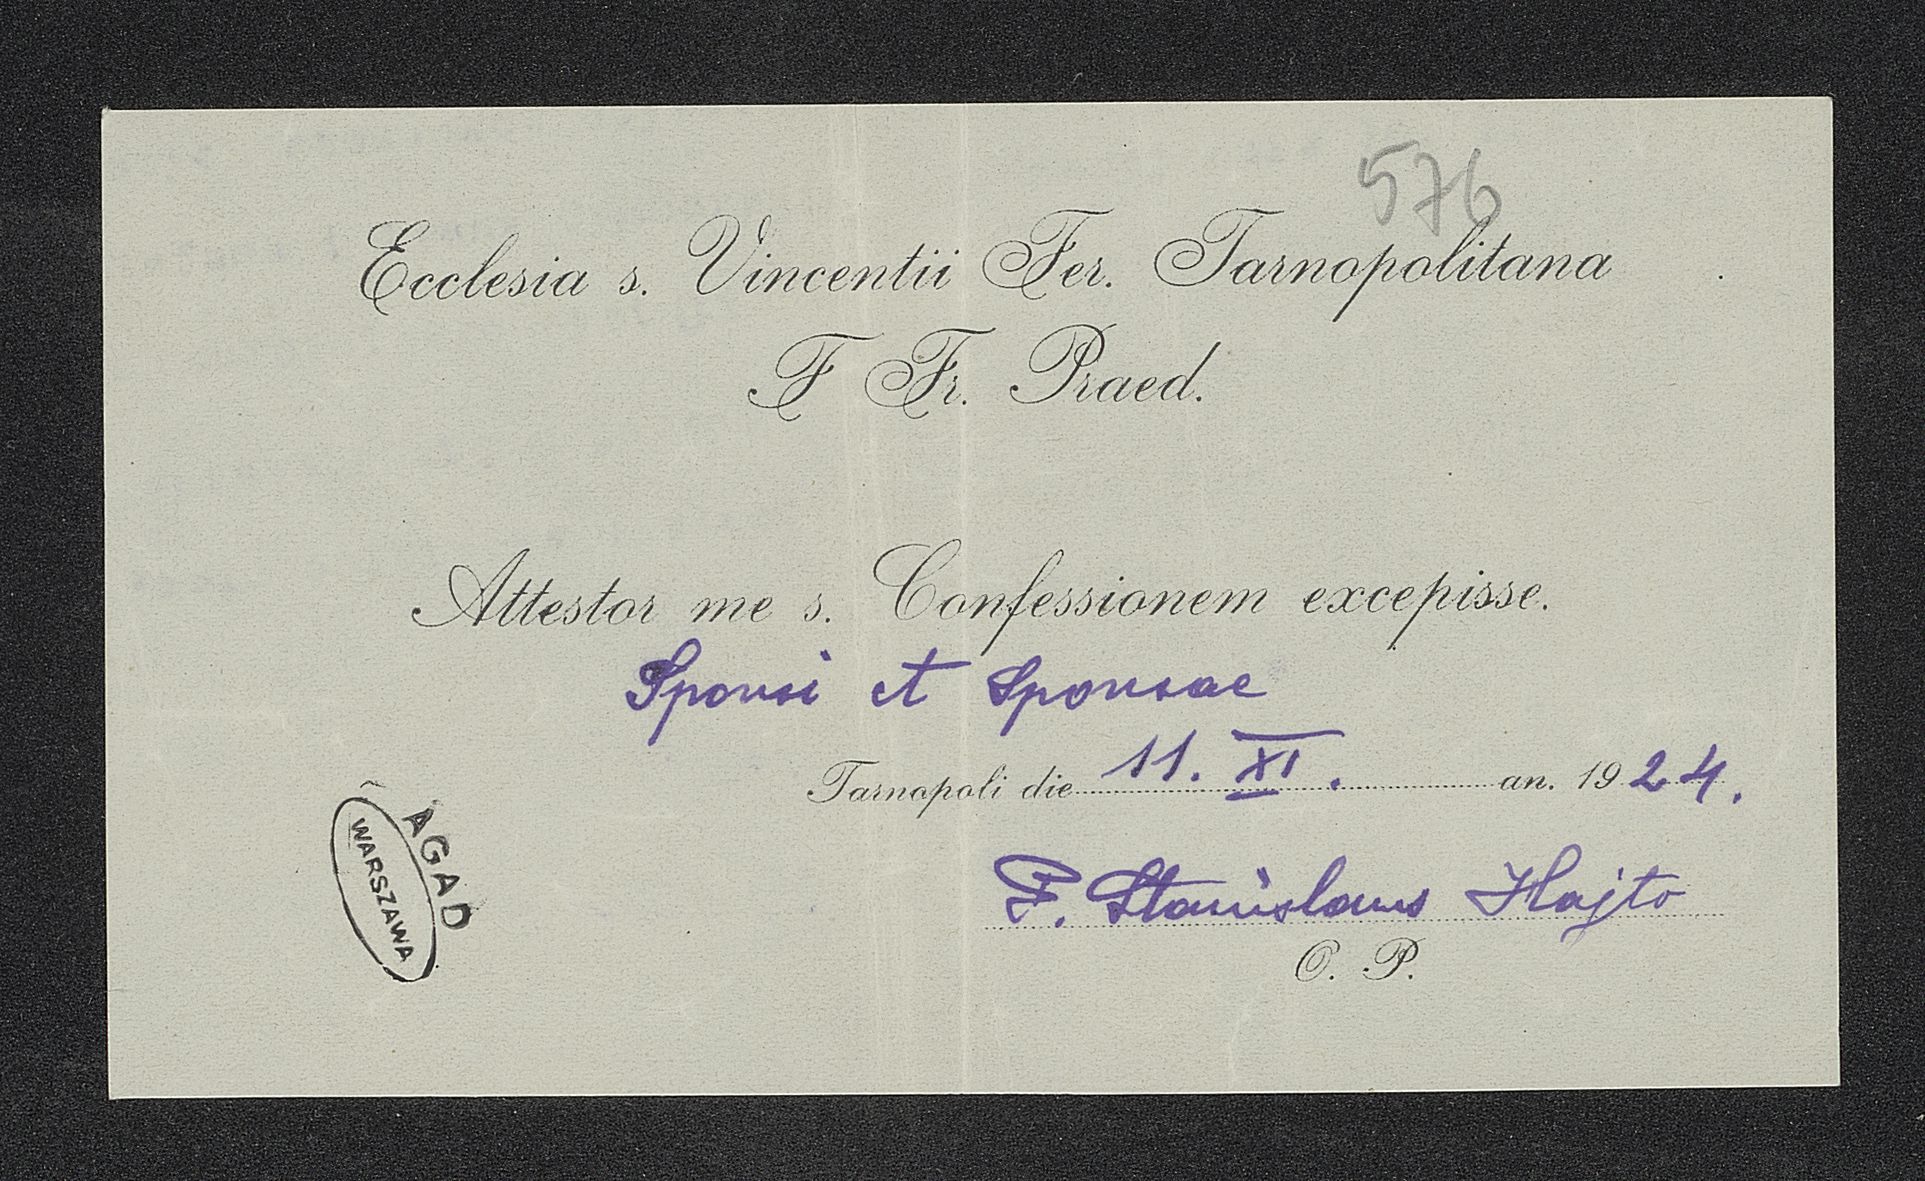 576
Ecclesia s. Vincentii Fer. Tarnopolitana
F Fr. Praed.
Attestor me s. Confessionem excepisse.
Sponsi et Sponsae
Tarnopoli die 11. XI. an. 1924.
F. Stanislaus Hajto
O. P.
AGAD
WARSZAWA